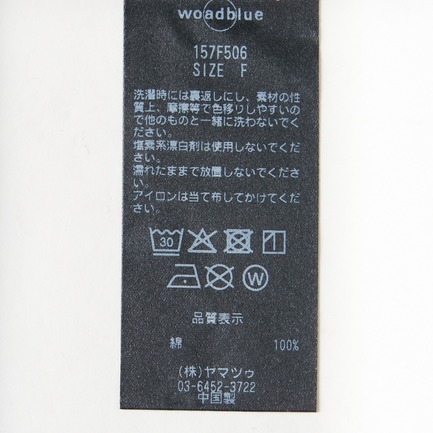 woadblue
157F506
SIZE F
洗濯時には裏返しにし、素材の性
質上、摩擦等で色移りしやすいの
で他のものと一緒に洗わないでく
ださい。
塩素系漂白剤は使用しないでくだ
さい。
濡れたままで放置しないでくださ
い。
アイロンは当て布してかけてくだ
さい。
30
W
品質表示
綿 100%
(株)ヤマツゥ
03-6452-3722
中国製